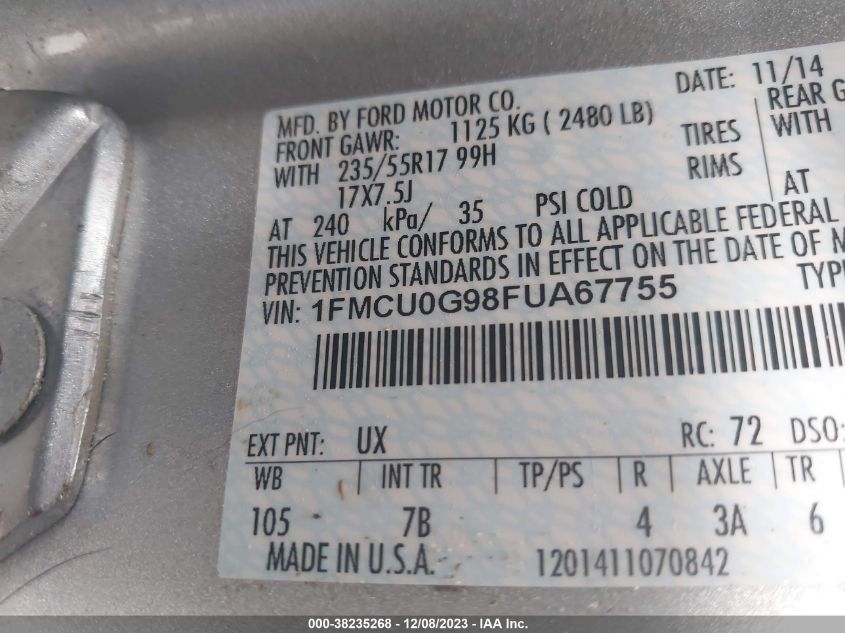 MFD. BY FORD MOTOR CO. DATE: 11/14
FRONT GAWR: 1125 KG ( 2480 LB) REAR G
WITH 235/55R17 99H TIRES WITH
17X7.5J RIMS
AT 240 kPa/ 35 PSI COLD AT
THIS VEHICLE CONFORMS TO ALL APPLICABLE FEDERAL
PREVENTION STANDARDS IN EFFECT ON THE DATE OF M
VIN: 1FMCU0G98FUA67755 TYP
EXT PNT: UX RC: 72 DSO:
WB INT TR TP/PS R AXLE TR
105 7B 4 3A 6
MADE IN U.S.A. 1201411070842
000-38235268 - 12/08/2023 - IAA Inc.